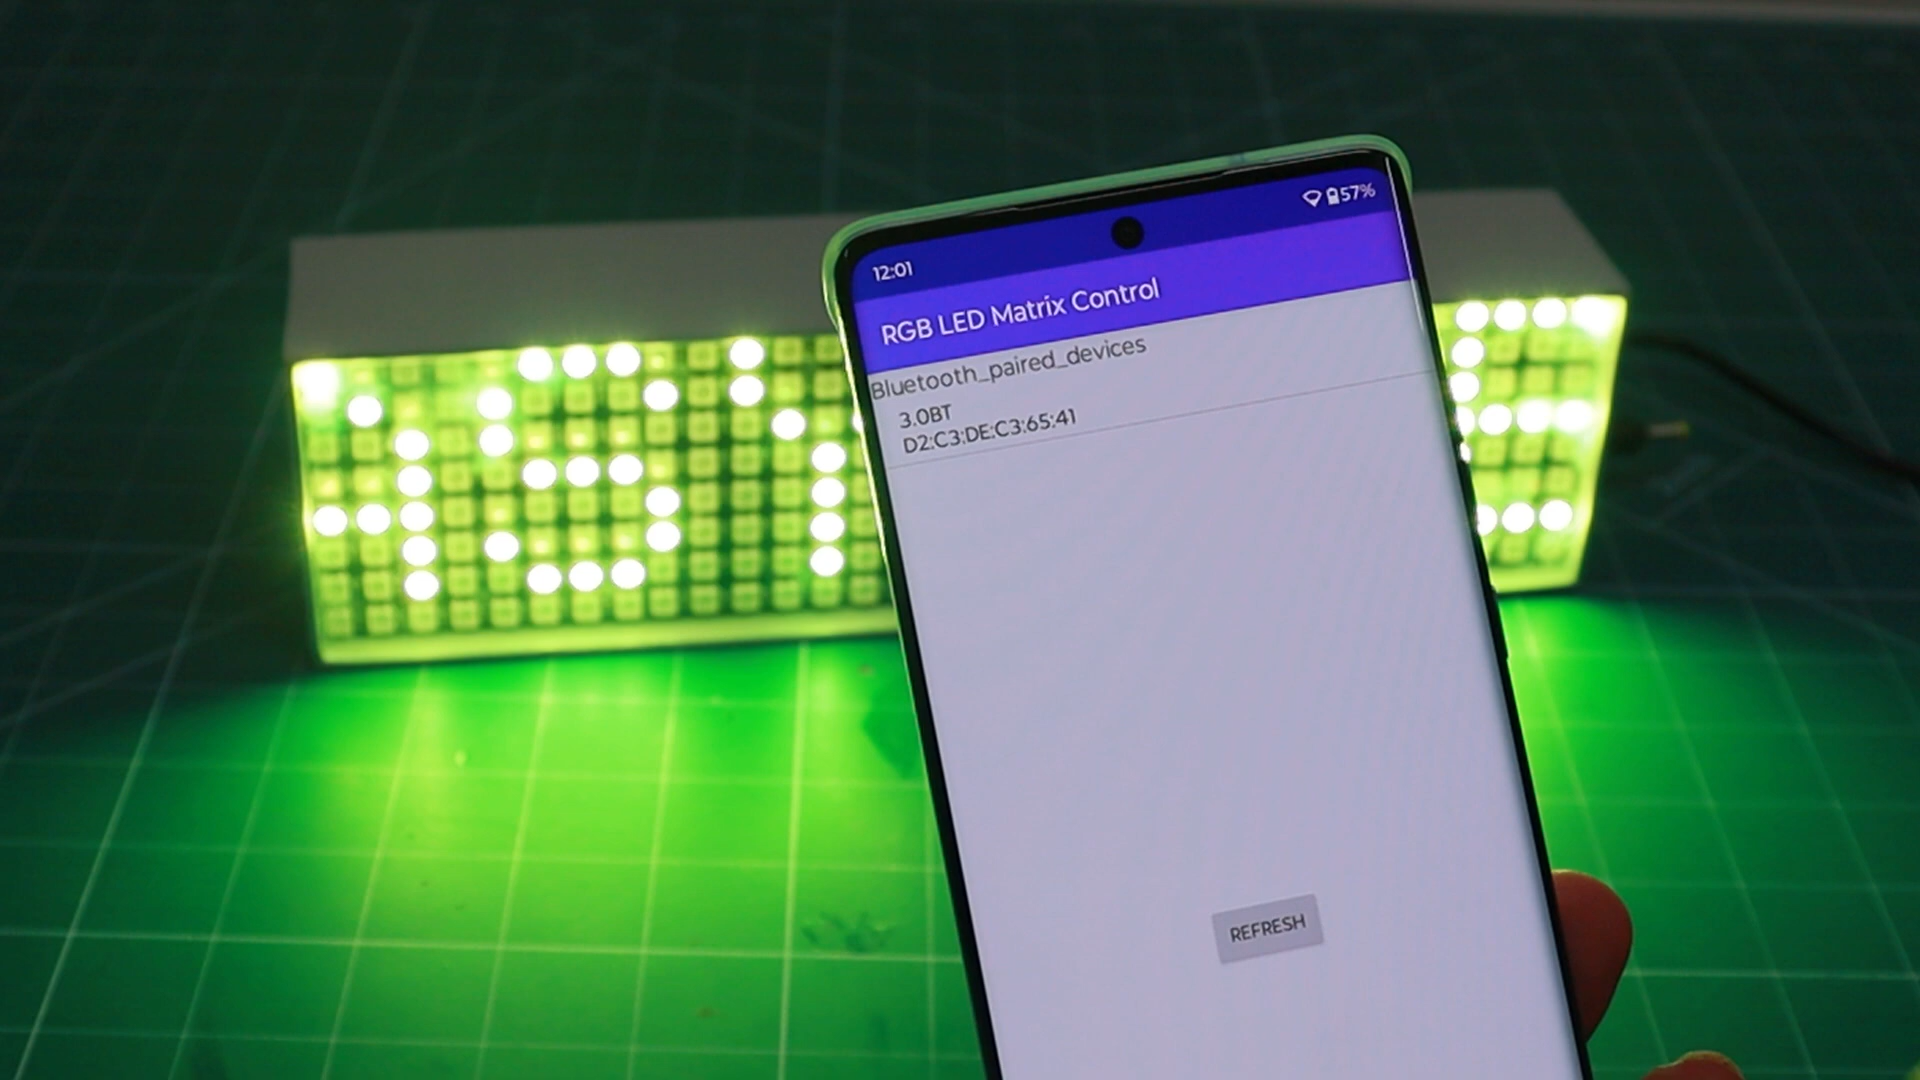 12:01
57%
RGB LED Matrix Control
Bluetooth_paired_devices
3.0BT
D2:C3:DE:C3:65:41
REFRESH